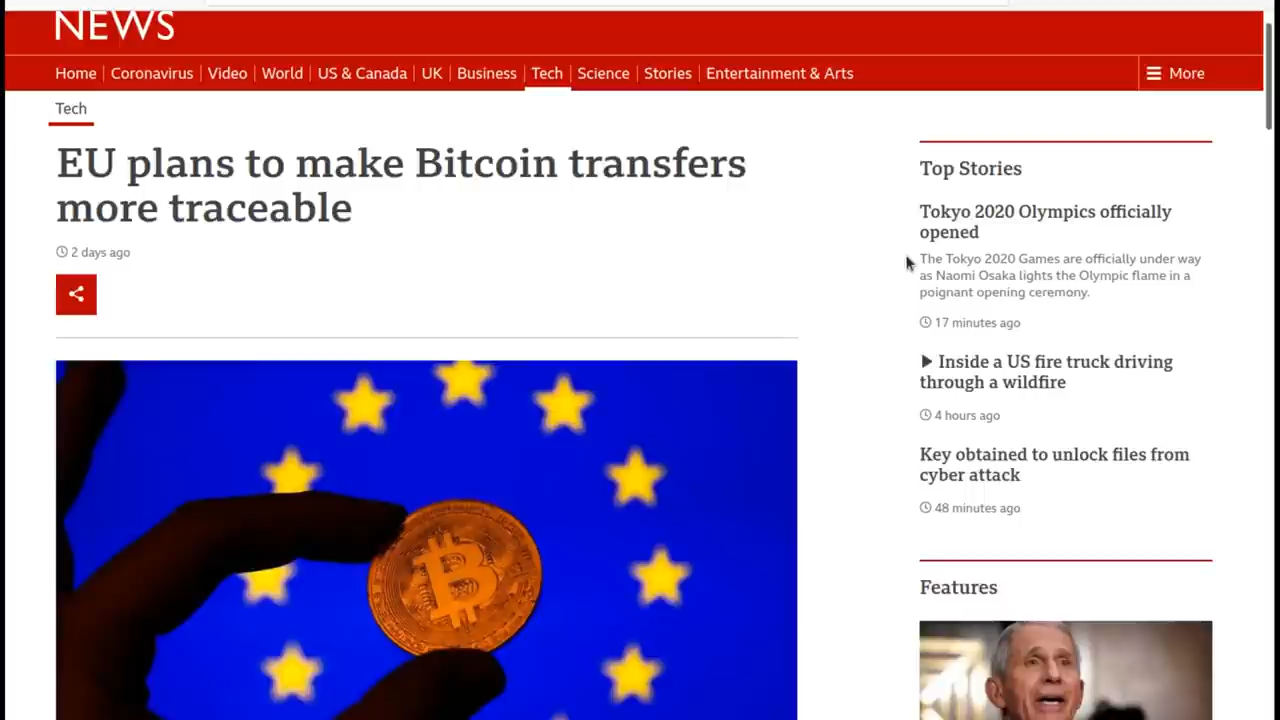 NEWS
Home
Coronavirus
Video
World
US & Canada
UK
Business
Tech
Science
Stories
Entertainment & Arts
More
Tech
EU plans to make Bitcoin transfers
more traceable
2 days ago
Top Stories
Tokyo 2020 Olympics officially
opened
The Tokyo 2020 Games are officially under way
as Naomi Osaka lights the Olympic flame in a
poignant opening ceremony.
17 minutes ago
Inside a US fire truck driving
through a wildfire
4 hours ago
Key obtained to unlock files from
cyber attack
48 minutes ago
Features